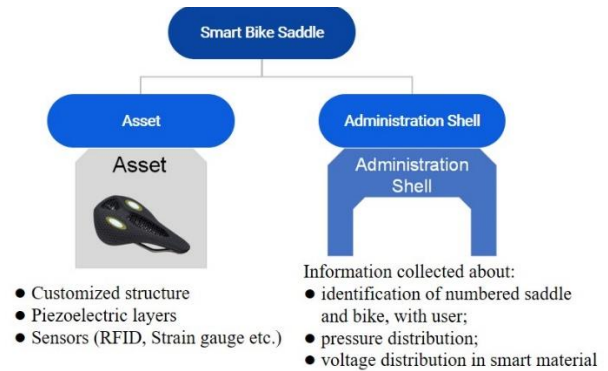 Smart Bike Saddle
Asset
Administration Shell
Asset
Administration
Shell
● Customized structure
● Piezoelectric layers
● Sensors (RFID, Strain gauge etc.)
Information collected about:
● identification of numbered saddle
and bike, with user;
● pressure distribution;
● voltage distribution in smart material